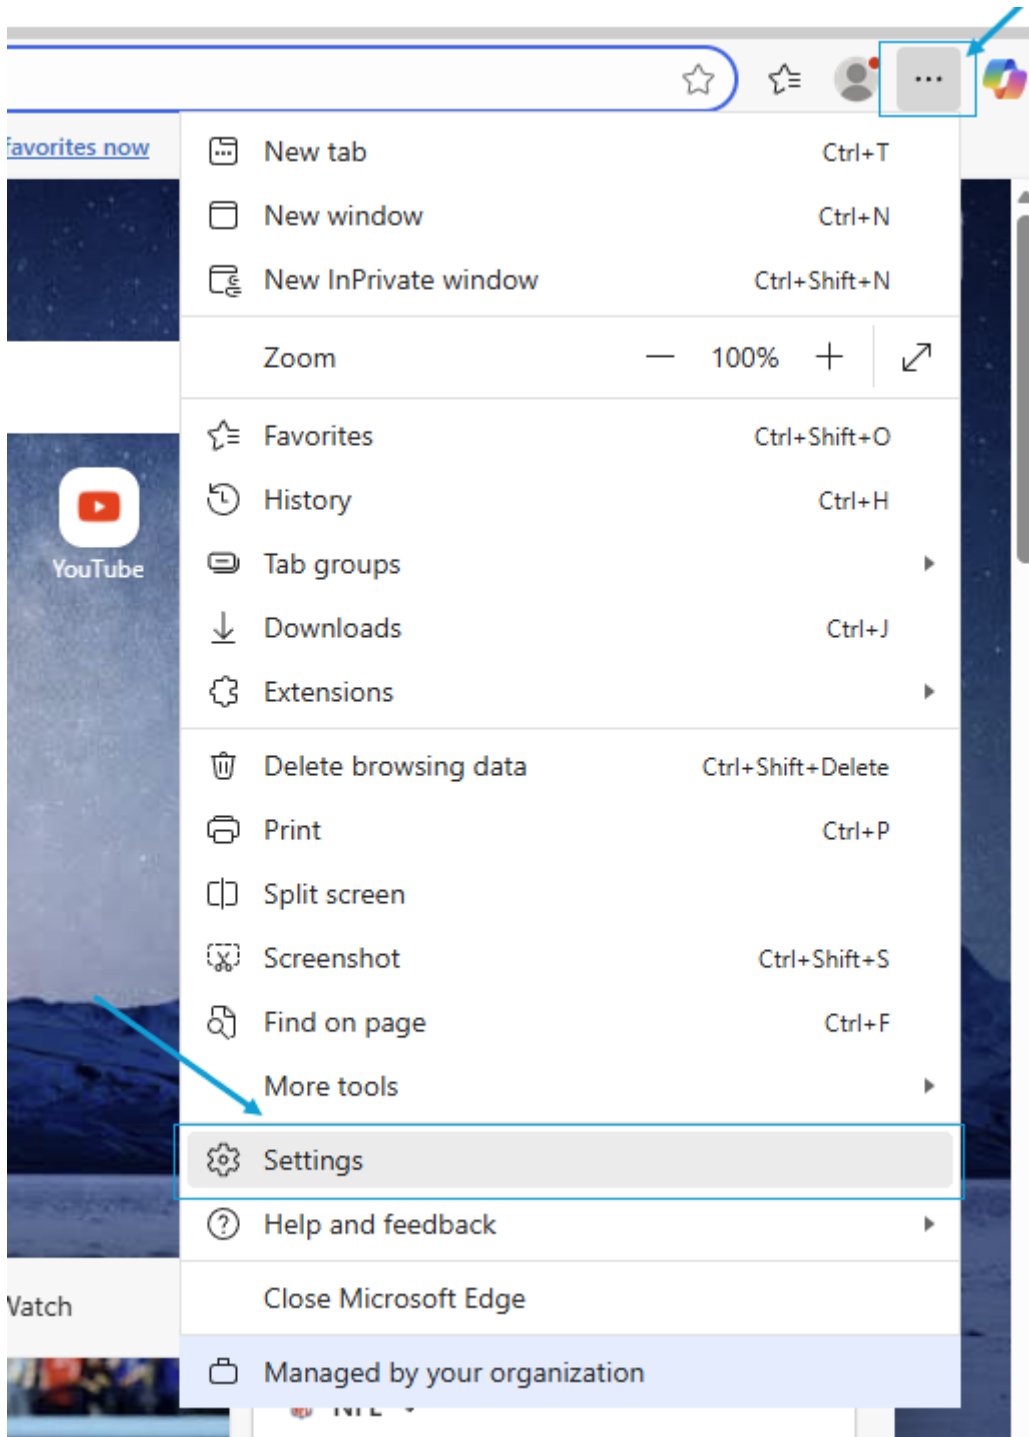 favorites now
New tab Ctrl+T
New window Ctrl+N
New InPrivate window Ctrl+Shift+N
Zoom 100%
Favorites Ctrl+Shift+O
History Ctrl+H
YouTube
Tab groups
Downloads Ctrl+J
Extensions
Delete browsing data Ctrl+Shift+Delete
Print Ctrl+P
Split screen
Screenshot Ctrl+Shift+S
Find on page Ctrl+F
More tools
Settings
Help and feedback
Close Microsoft Edge
Watch
Managed by your organization
NFL